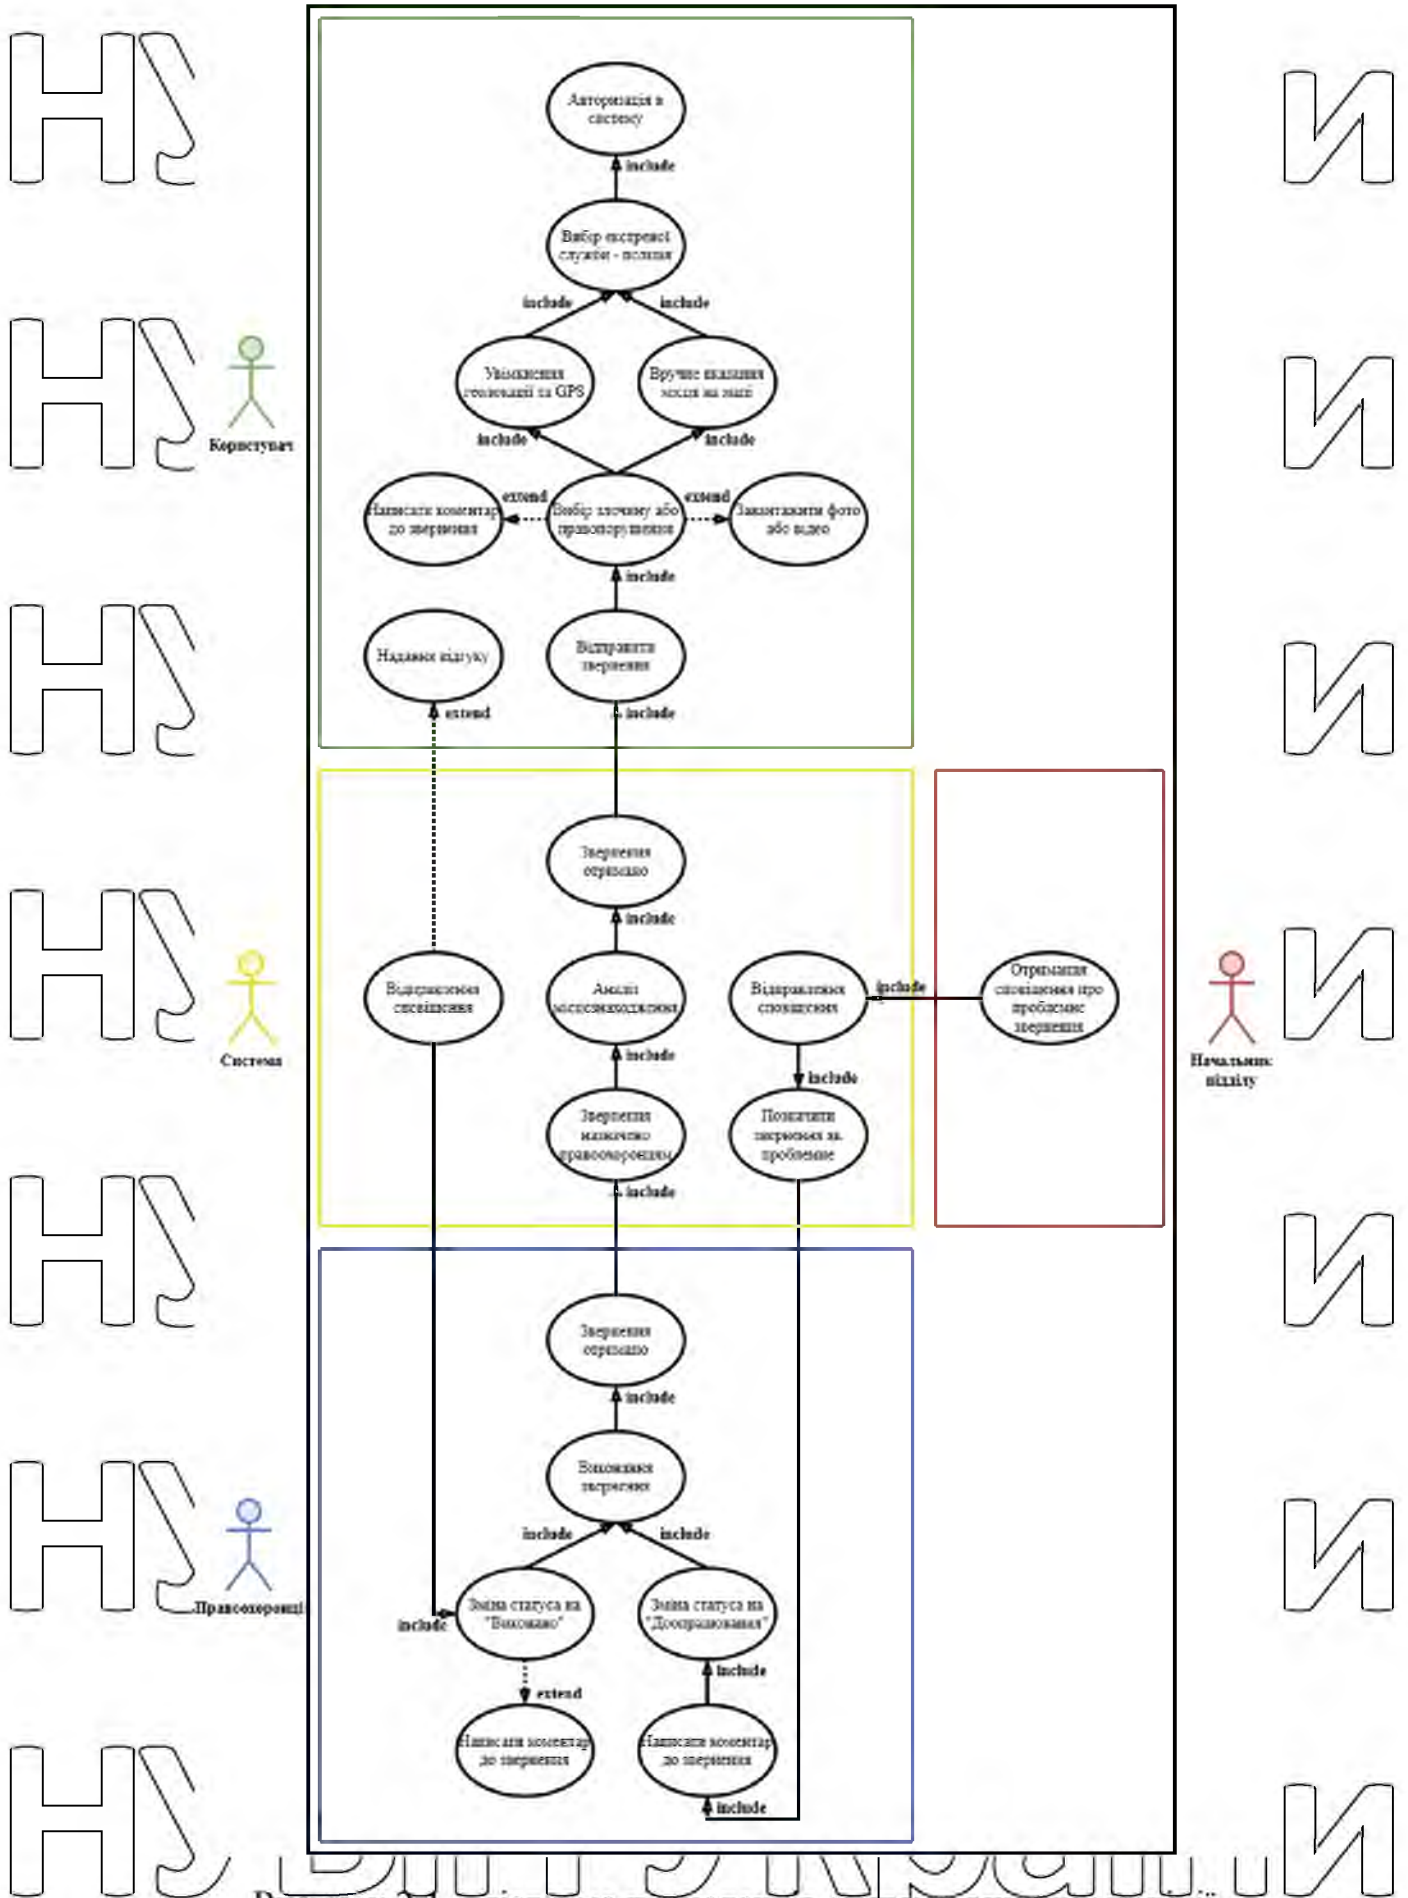 Авторизація в
систему
include
Вибір екстреної
служби - поліція
include
include
Увімкнення
геолокації та GPS
Вручне вказання
місця на мапі
Користувач
include
include
extend
extend
Написати коментар
до звернення
Вибір злочину або
правопорушення
Завантажити фото
або відео
include
Надання відгуку
Відправити
звернення
extend
include
Звернення
отримано
include
Відправлення
сповіщення
Аналіз
місцезнаходження
Відправлення
сповіщення
include
Отримання
сповіщення про
проблемне
звернення
Система
Начальник
відділу
include
include
Звернення
назначено
правоохоронцям
Позначити
звернення як
проблемне
include
Звернення
отримано
include
Виконання
звернення
include
include
Правоохоронці
Зміна статуса на
"Виконано"
Зміна статуса на
"Доопрацювання"
include
include
extend
Написати коментар
до звернення
Написати коментар
до звернення
include